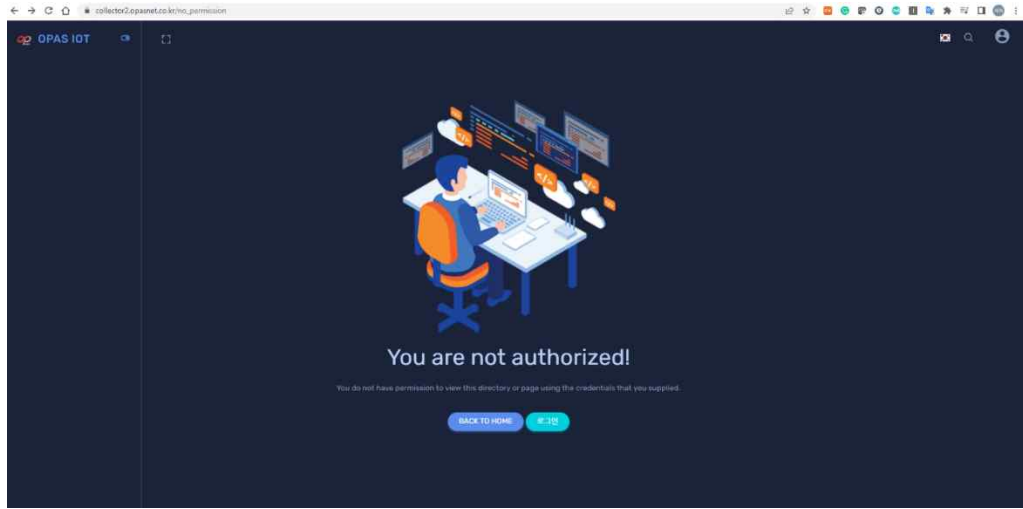 collector2.opasnet.co.kr/no_permission
OPAS IOT
You are not authorized!
You do not have permission to view this directory or page using the credentials that you supplied.
BACK TO HOME
로그인